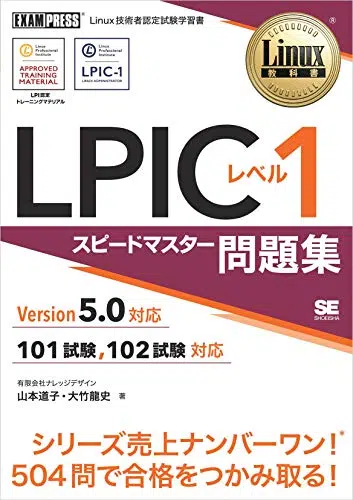 EXAMPRESS®
Linux技術者認定試験学習書
Linux Professional Institute
APPROVED TRAINING MATERIAL
Linux Professional Institute
LPIC-1
LINUX ADMINISTRATOR
LPI認定
トレーニングマテリアル
Linux
教科書
®
LPICレベル1
スピードマスター問題集
SE
SHOEISHA
Version 5.0 対応
101試験, 102試験 対応
有限会社ナレッジデザイン
山本道子・大竹龍史 著
シリーズ売上ナンバーワン!*
504問で合格をつかみ取る!